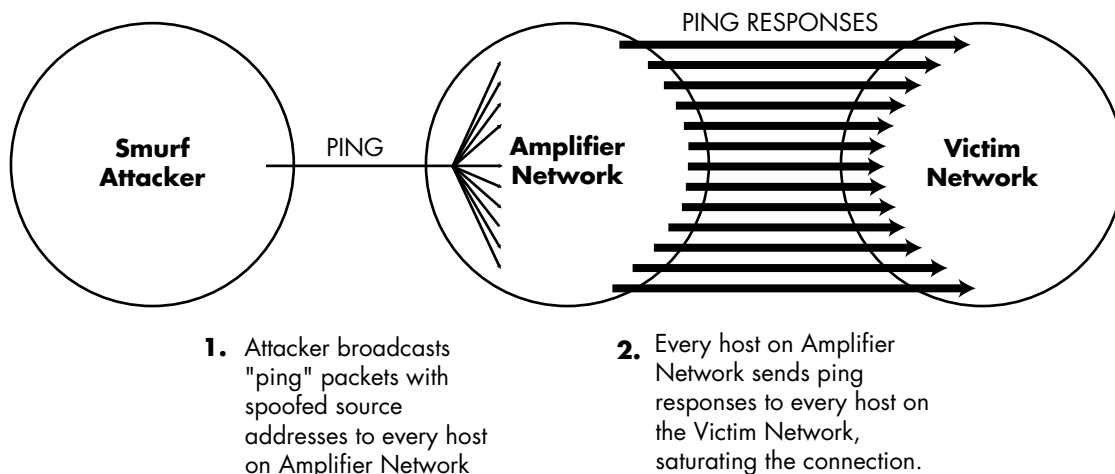 PING RESPONSES
Smurf
Attacker
PING
Amplifier
Network
Victim
Network
1. Attacker broadcasts
"ping" packets with
spoofed source
addresses to every host
on Amplifier Network
2. Every host on Amplifier
Network sends ping
responses to every host on
the Victim Network,
saturating the connection.